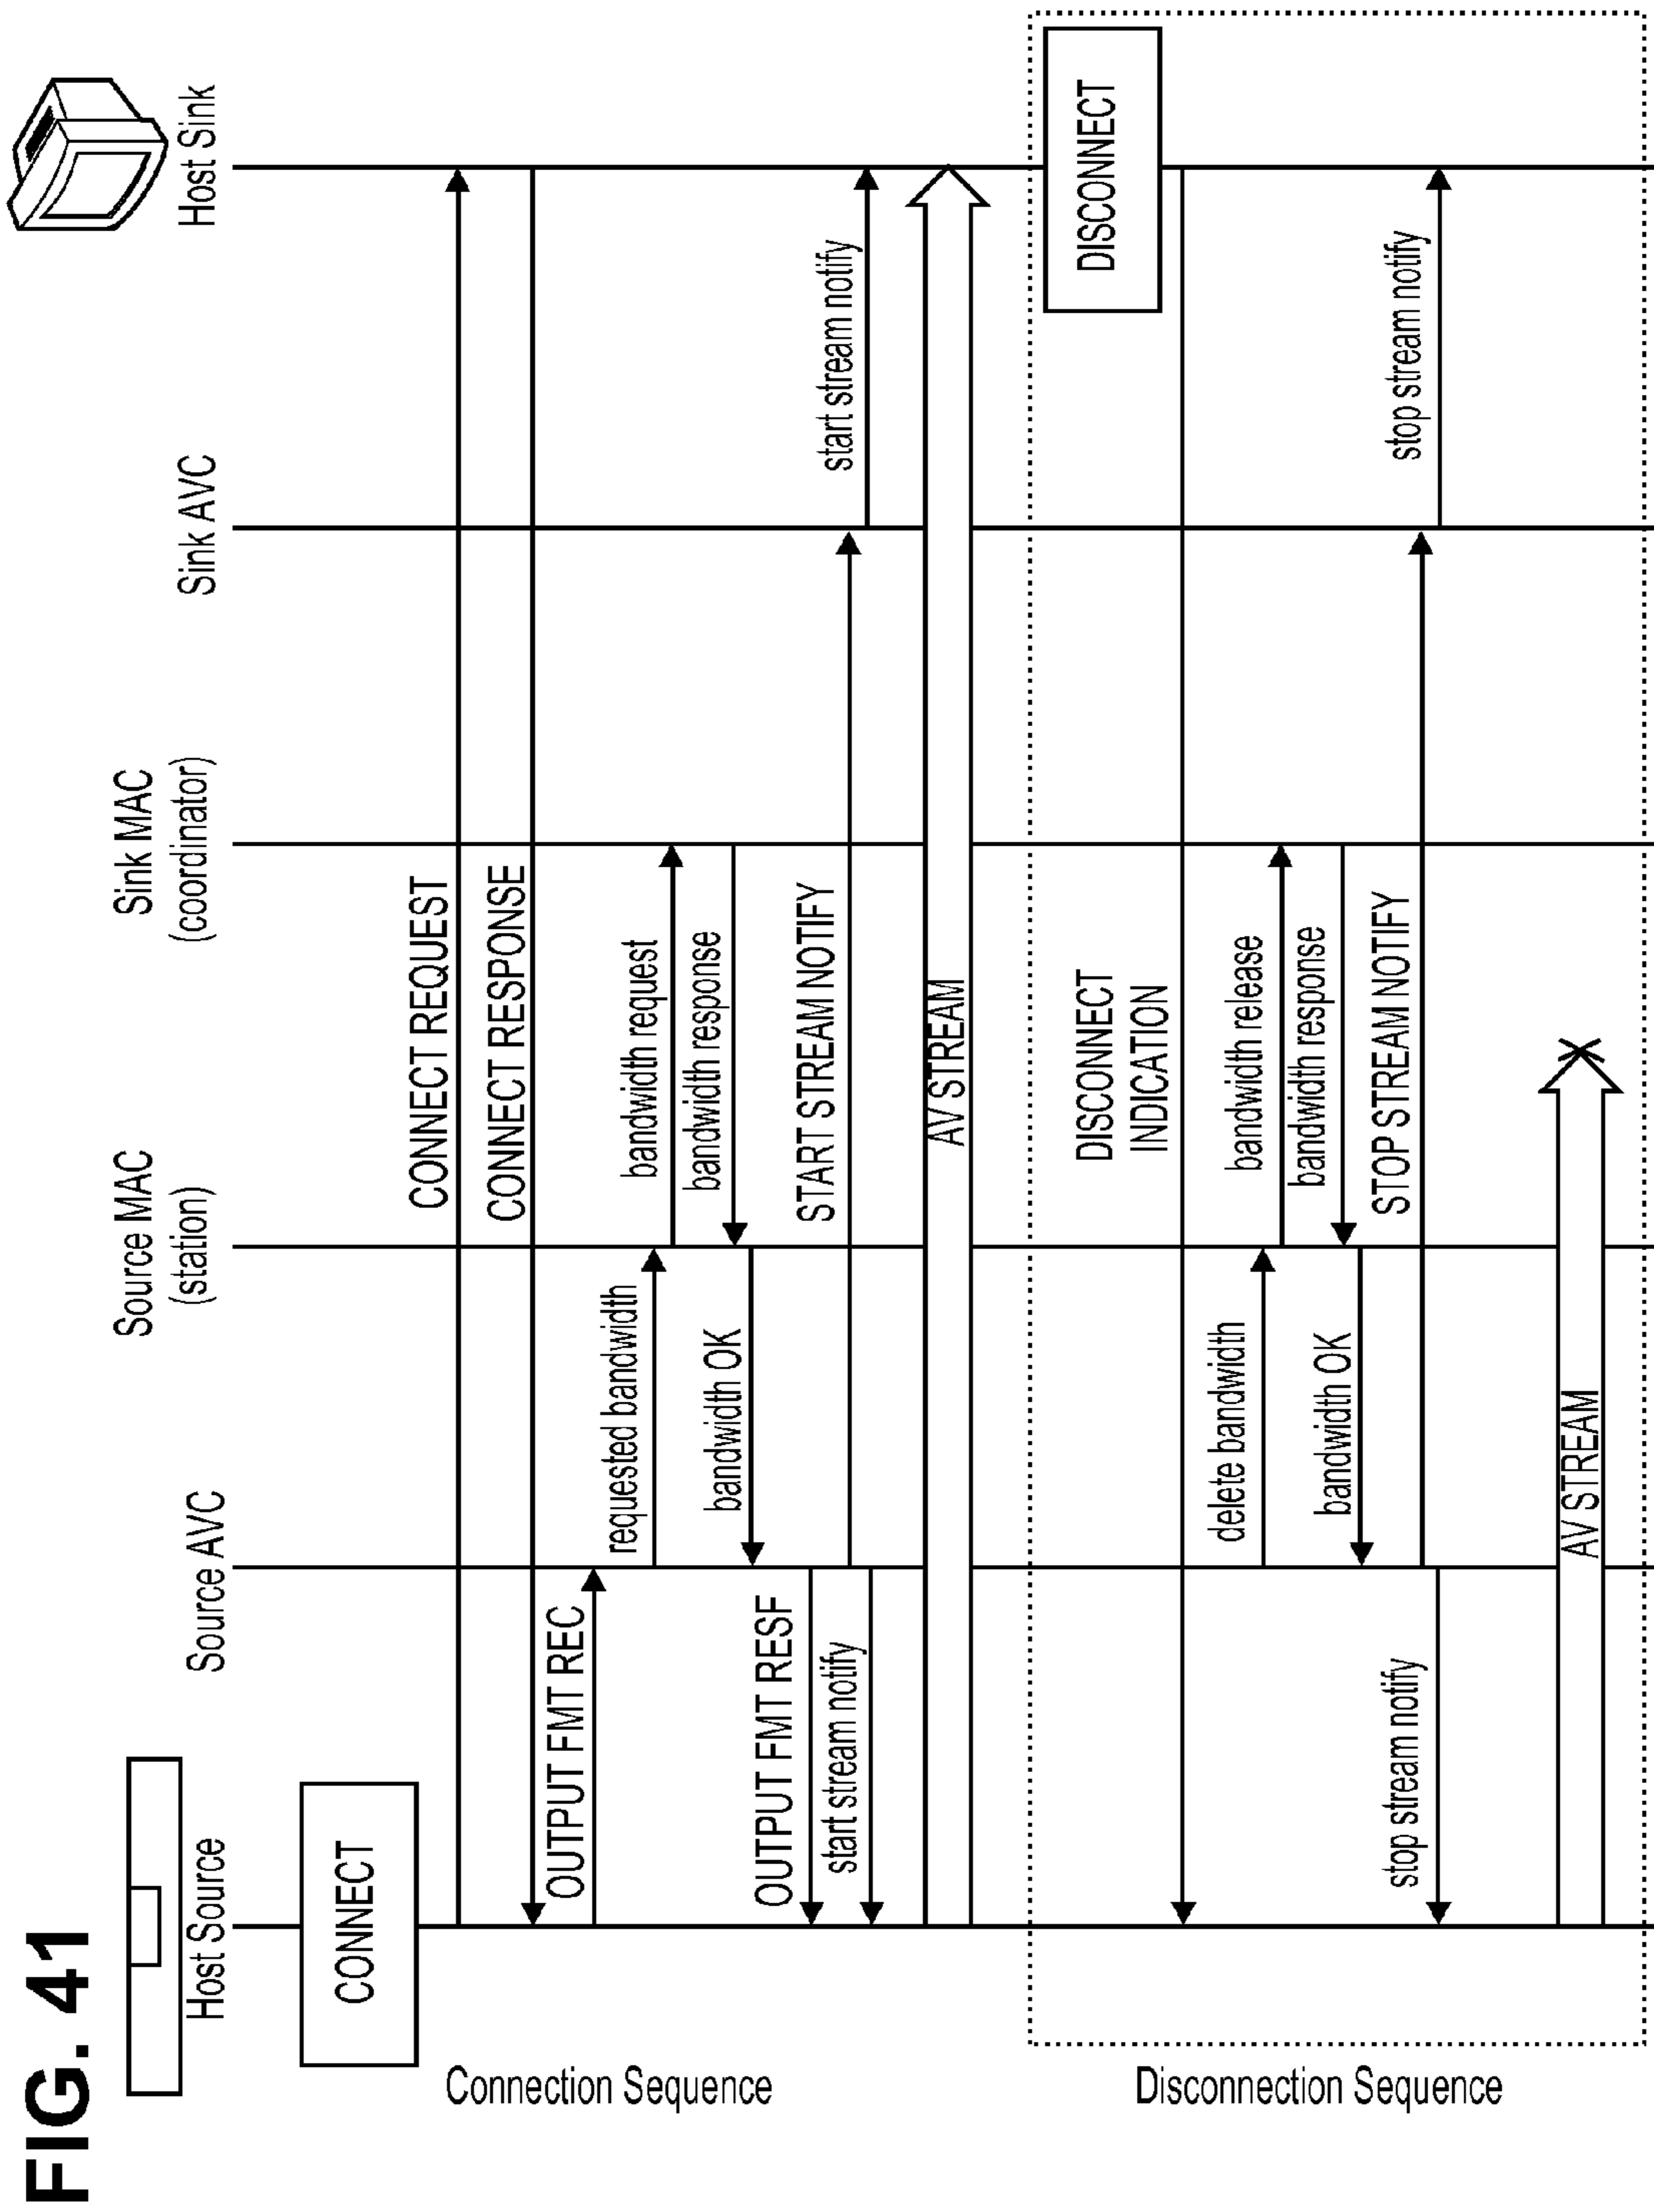 FIG. 41
Host Source
Source AVC
Source MAC
(station)
Sink MAC
(coordinator)
Sink AVC
Host Sink
CONNECT
Connection Sequence
CONNECT REQUEST
CONNECT RESPONSE
OUTPUT FMT REC
requested bandwidth
bandwidth request
bandwidth response
bandwidth OK
OUTPUT FMT RESF
START STREAM NOTIFY
start stream notify
start stream notify
AV STREAM
Disconnection Sequence
DISCONNECT
DISCONNECT
INDICATION
delete bandwidth
bandwidth release
bandwidth response
bandwidth OK
STOP STREAM NOTIFY
stop stream notify
stop stream notify
AV STREAM